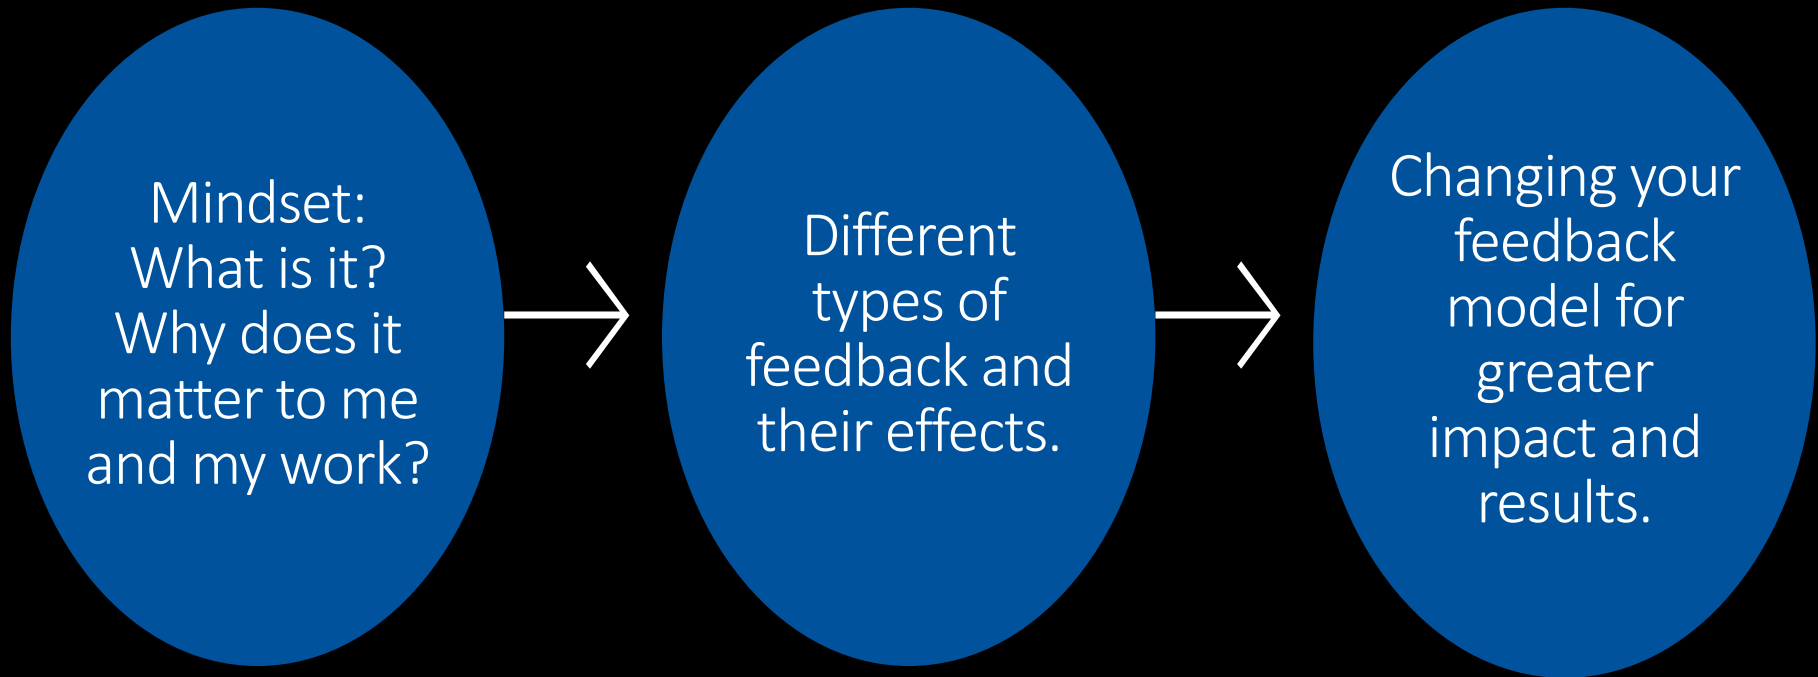 Mindset:
What is it?
Why does it
matter to me
and my work?
Different
types of
feedback and
their effects.
Changing your
feedback
model for
greater
impact and
results.